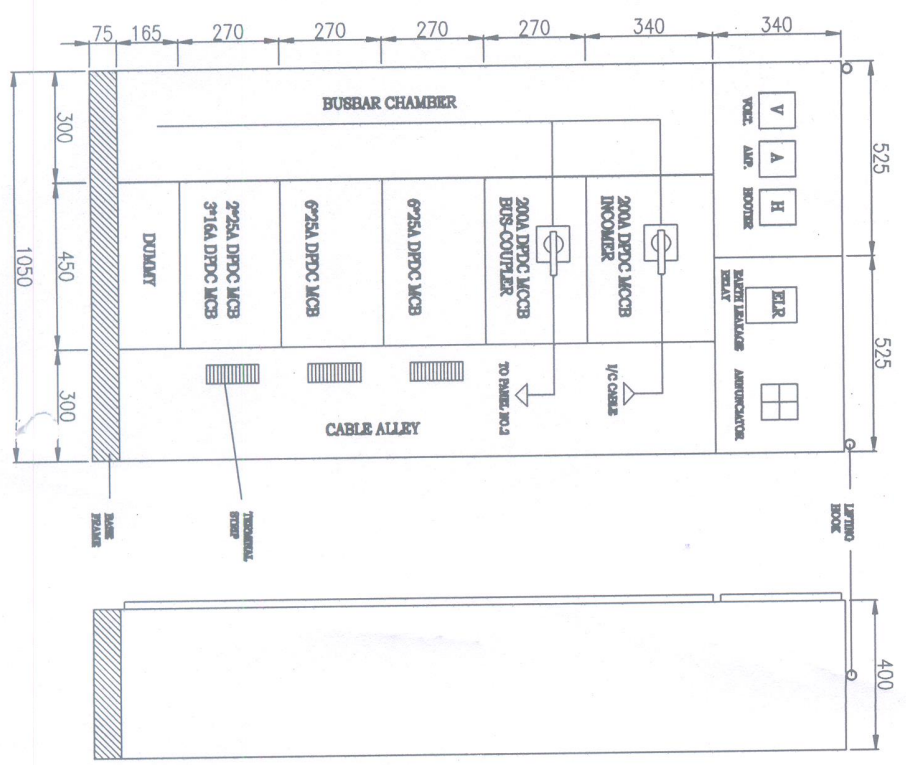 525
525
400
340
340
270
270
270
270
165
75
V
VOLT.
A
AMP.
H
HOOTER
ELR
EARTH LEAKAGE
RELAY
ANNUNCIATOR
LIFTING
HOOK
BUSBAR CHAMBER
200A DPDC MCCB
INCOMER
I/C CABLE
200A DPDC MCCB
BUS-COUPLER
TO PANEL NO.2
6*25A DPDC MCB
6*25A DPDC MCB
2*25A DPDC MCB
3*16A DPDC MCB
DUMMY
CABLE ALLEY
TERMINAL
STRIP
BASE
FRAME
300
450
300
1050